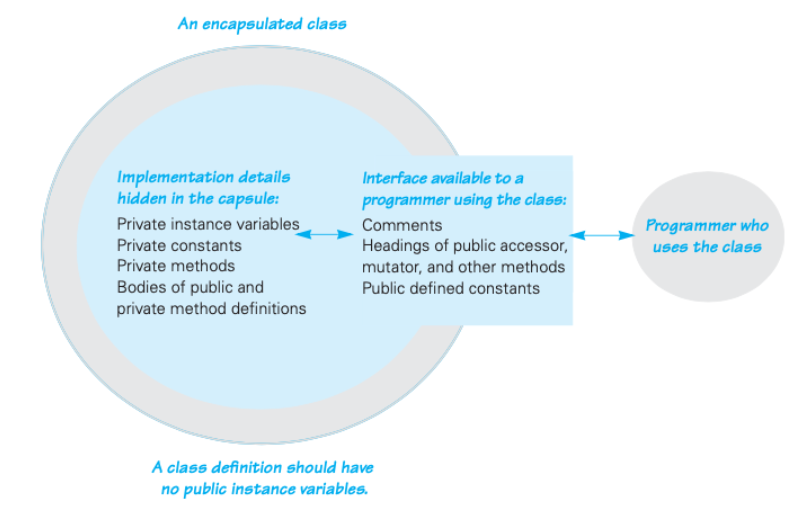 An encapsulated class
Implementation details
hidden in the capsule:
Private instance variables
Private constants
Private methods
Bodies of public and
private method definitions
Interface available to a
programmer using the class:
Comments
Headings of public accessor,
mutator, and other methods
Public defined constants
Programmer who
uses the class
A class definition should have
no public instance variables.